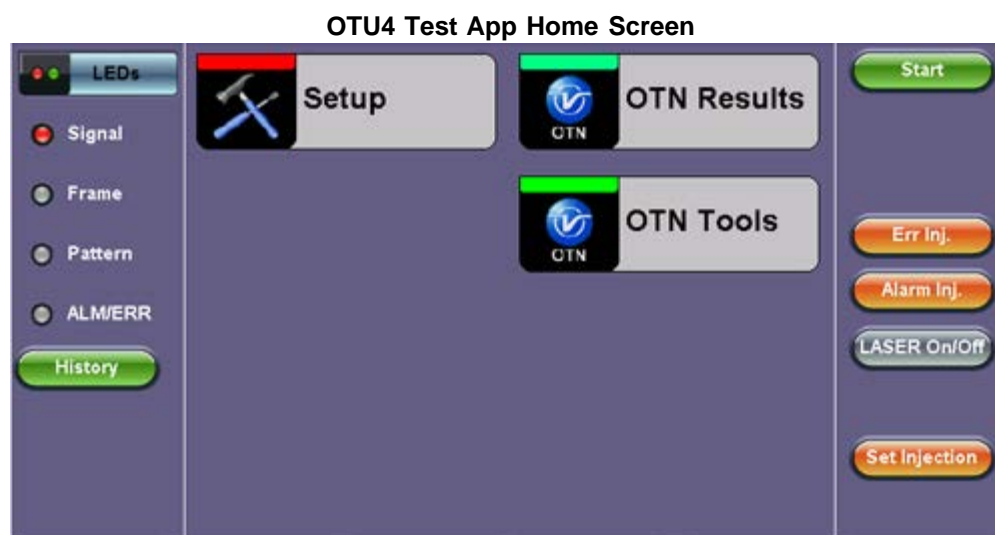 OTU4 Test App Home Screen
LEDs
Signal
Frame
Pattern
ALM/ERR
History
Setup
OTN Results
OTN
OTN Tools
OTN
Start
Err Inj.
Alarm Inj.
LASER On/Off
Set Injection